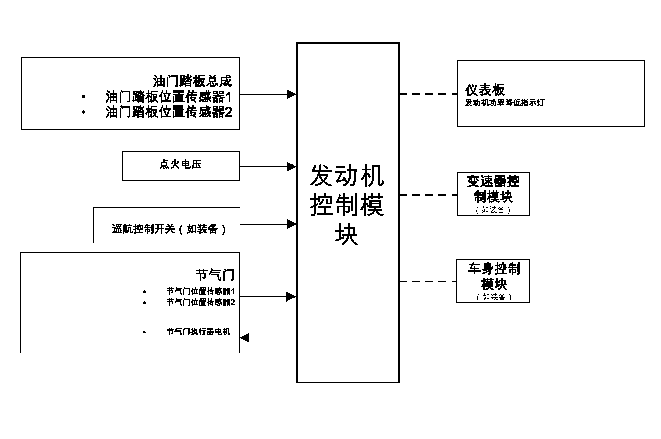 油门踏板总成
• 油门踏板位置传感器1
• 油门踏板位置传感器2
点火电压
巡航控制开关（如装备）
节气门
• 节气门位置传感器1
• 节气门位置传感器2
• 节气门执行器电机
发动机
控制模
块
仪表板
发动机功率降低指示灯
变速器控
制模块
（如装备）
车身控制
模块
（如装备）